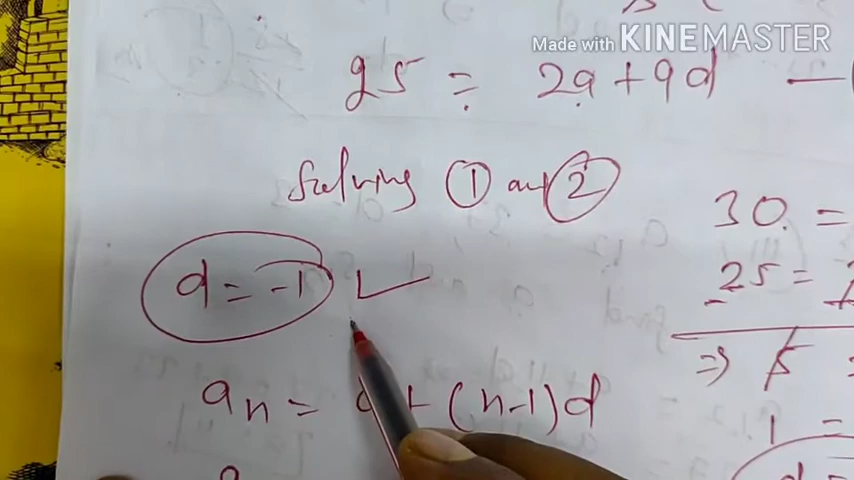 Made with KINEMASTER
25 = 2a + 9d —
Solving ① and ②
30 =
25 =
d = -1 ✓
⇒ 5
an = a + (n-1)d
1 =
d =
a